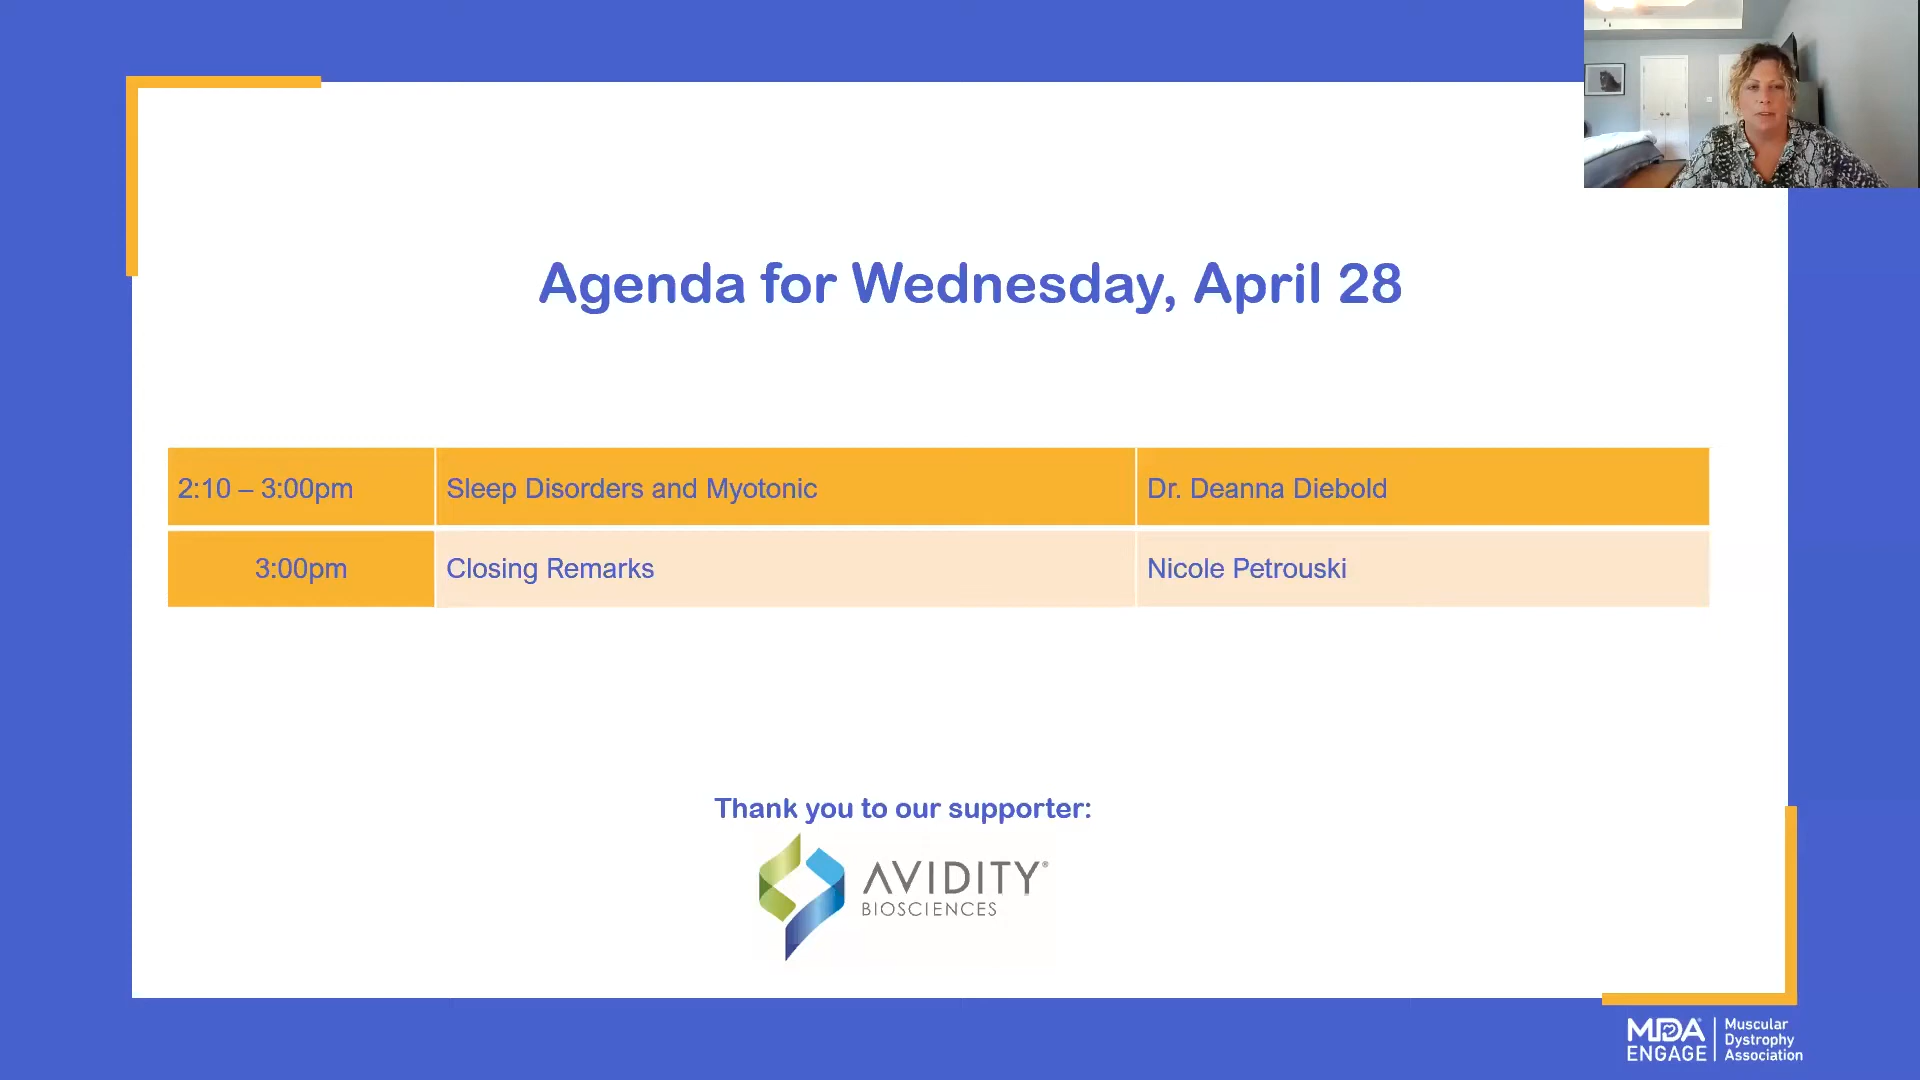 Agenda for Wednesday, April 28
2:10 – 3:00pm Sleep Disorders and Myotonic Dr. Deanna Diebold
3:00pm Closing Remarks Nicole Petrouski
Thank you to our supporter:
AVIDITY®
BIOSCIENCES
MDA
ENGAGE
Muscular
Dystrophy
Association